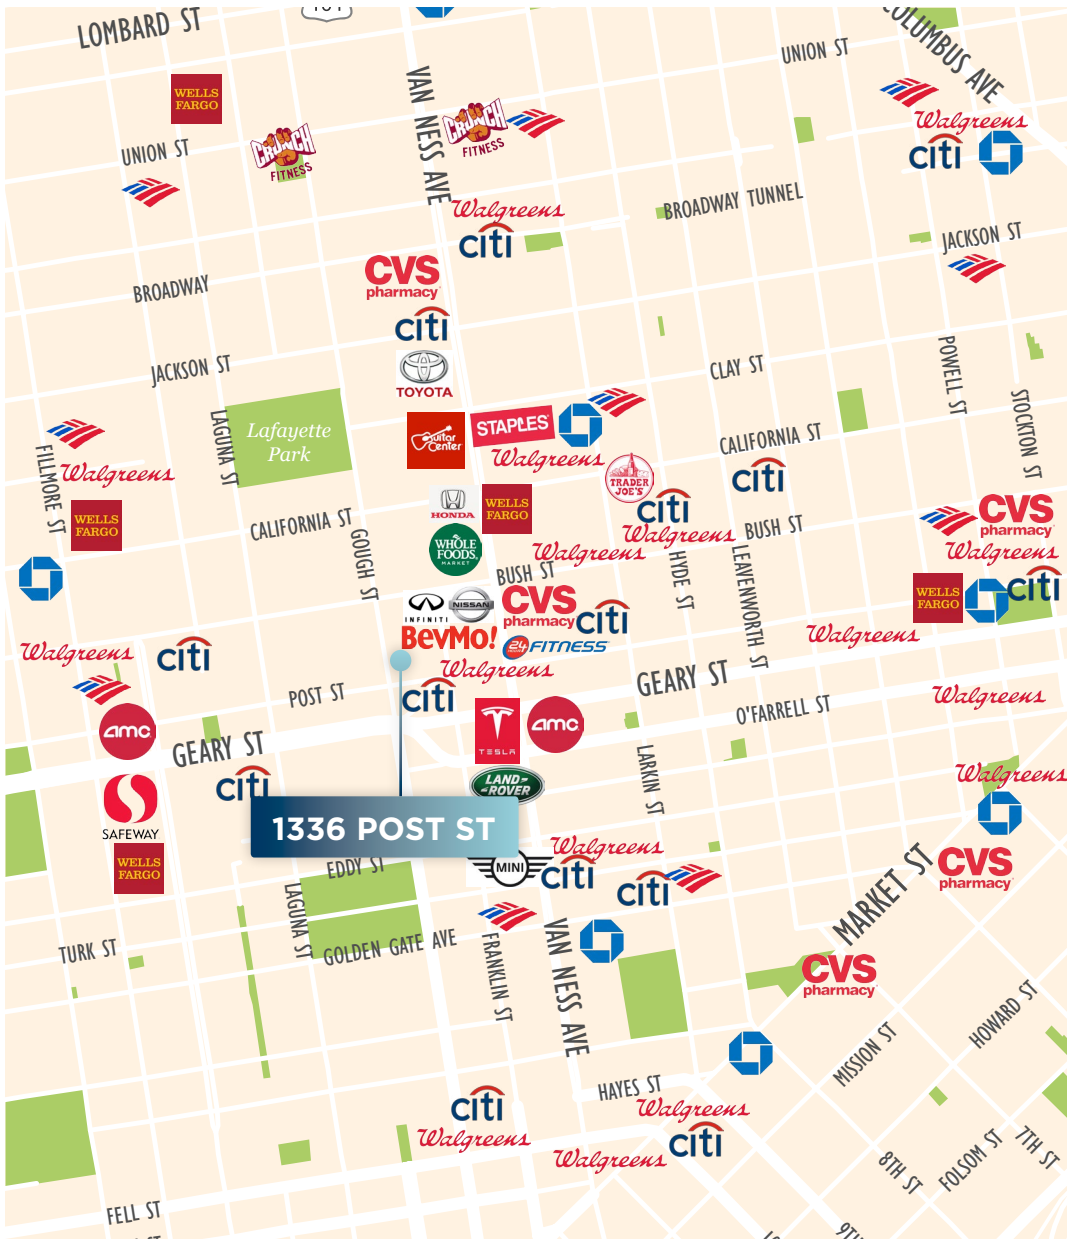 101
LOMBARD ST
COLUMBUS AVE
UNION ST
VAN NESS AVE
WELLS
FARGO
CRUNCH
FITNESS
CRUNCH
FITNESS
Walgreens
citi
UNION ST
BROADWAY TUNNEL
Walgreens
citi
JACKSON ST
CVS
pharmacy
BROADWAY
citi
TOYOTA
JACKSON ST
CLAY ST
POWELL ST
STOCKTON ST
LAGUNA ST
Lafayette
Park
Guitar
Center
STAPLES
Walgreens
CALIFORNIA ST
citi
FILLMORE ST
Walgreens
TRADER
JOE'S
WELLS
FARGO
HONDA
WELLS
FARGO
citi
Walgreens
BUSH ST
CVS
pharmacy
Walgreens
CALIFORNIA ST
GOUGH ST
WHOLE
FOODS
MARKET
Walgreens
BUSH ST
HYDE ST
LEAVENWORTH ST
WELLS
FARGO
citi
INFINITI
NISSAN
CVS
pharmacy
citi
BevMo!
24
HOUR
FITNESS
Walgreens
Walgreens
citi
Walgreens
GEARY ST
POST ST
citi
Walgreens
O'FARRELL ST
amc
GEARY ST
TESLA
amc
LARKIN ST
citi
LAND-
-ROVER
Walgreens
SAFEWAY
1336 POST ST
WELLS
FARGO
EDDY ST
MINI
Walgreens
citi
citi
MARKET ST
CVS
pharmacy
LAGUNA ST
TURK ST
GOLDEN GATE AVE
FRANKLIN ST
VAN NESS AVE
CVS
pharmacy
HOWARD ST
MISSION ST
HAYES ST
citi
Walgreens
Walgreens
citi
Walgreens
8TH ST
FOLSOM ST
7TH ST
FELL ST
9TH